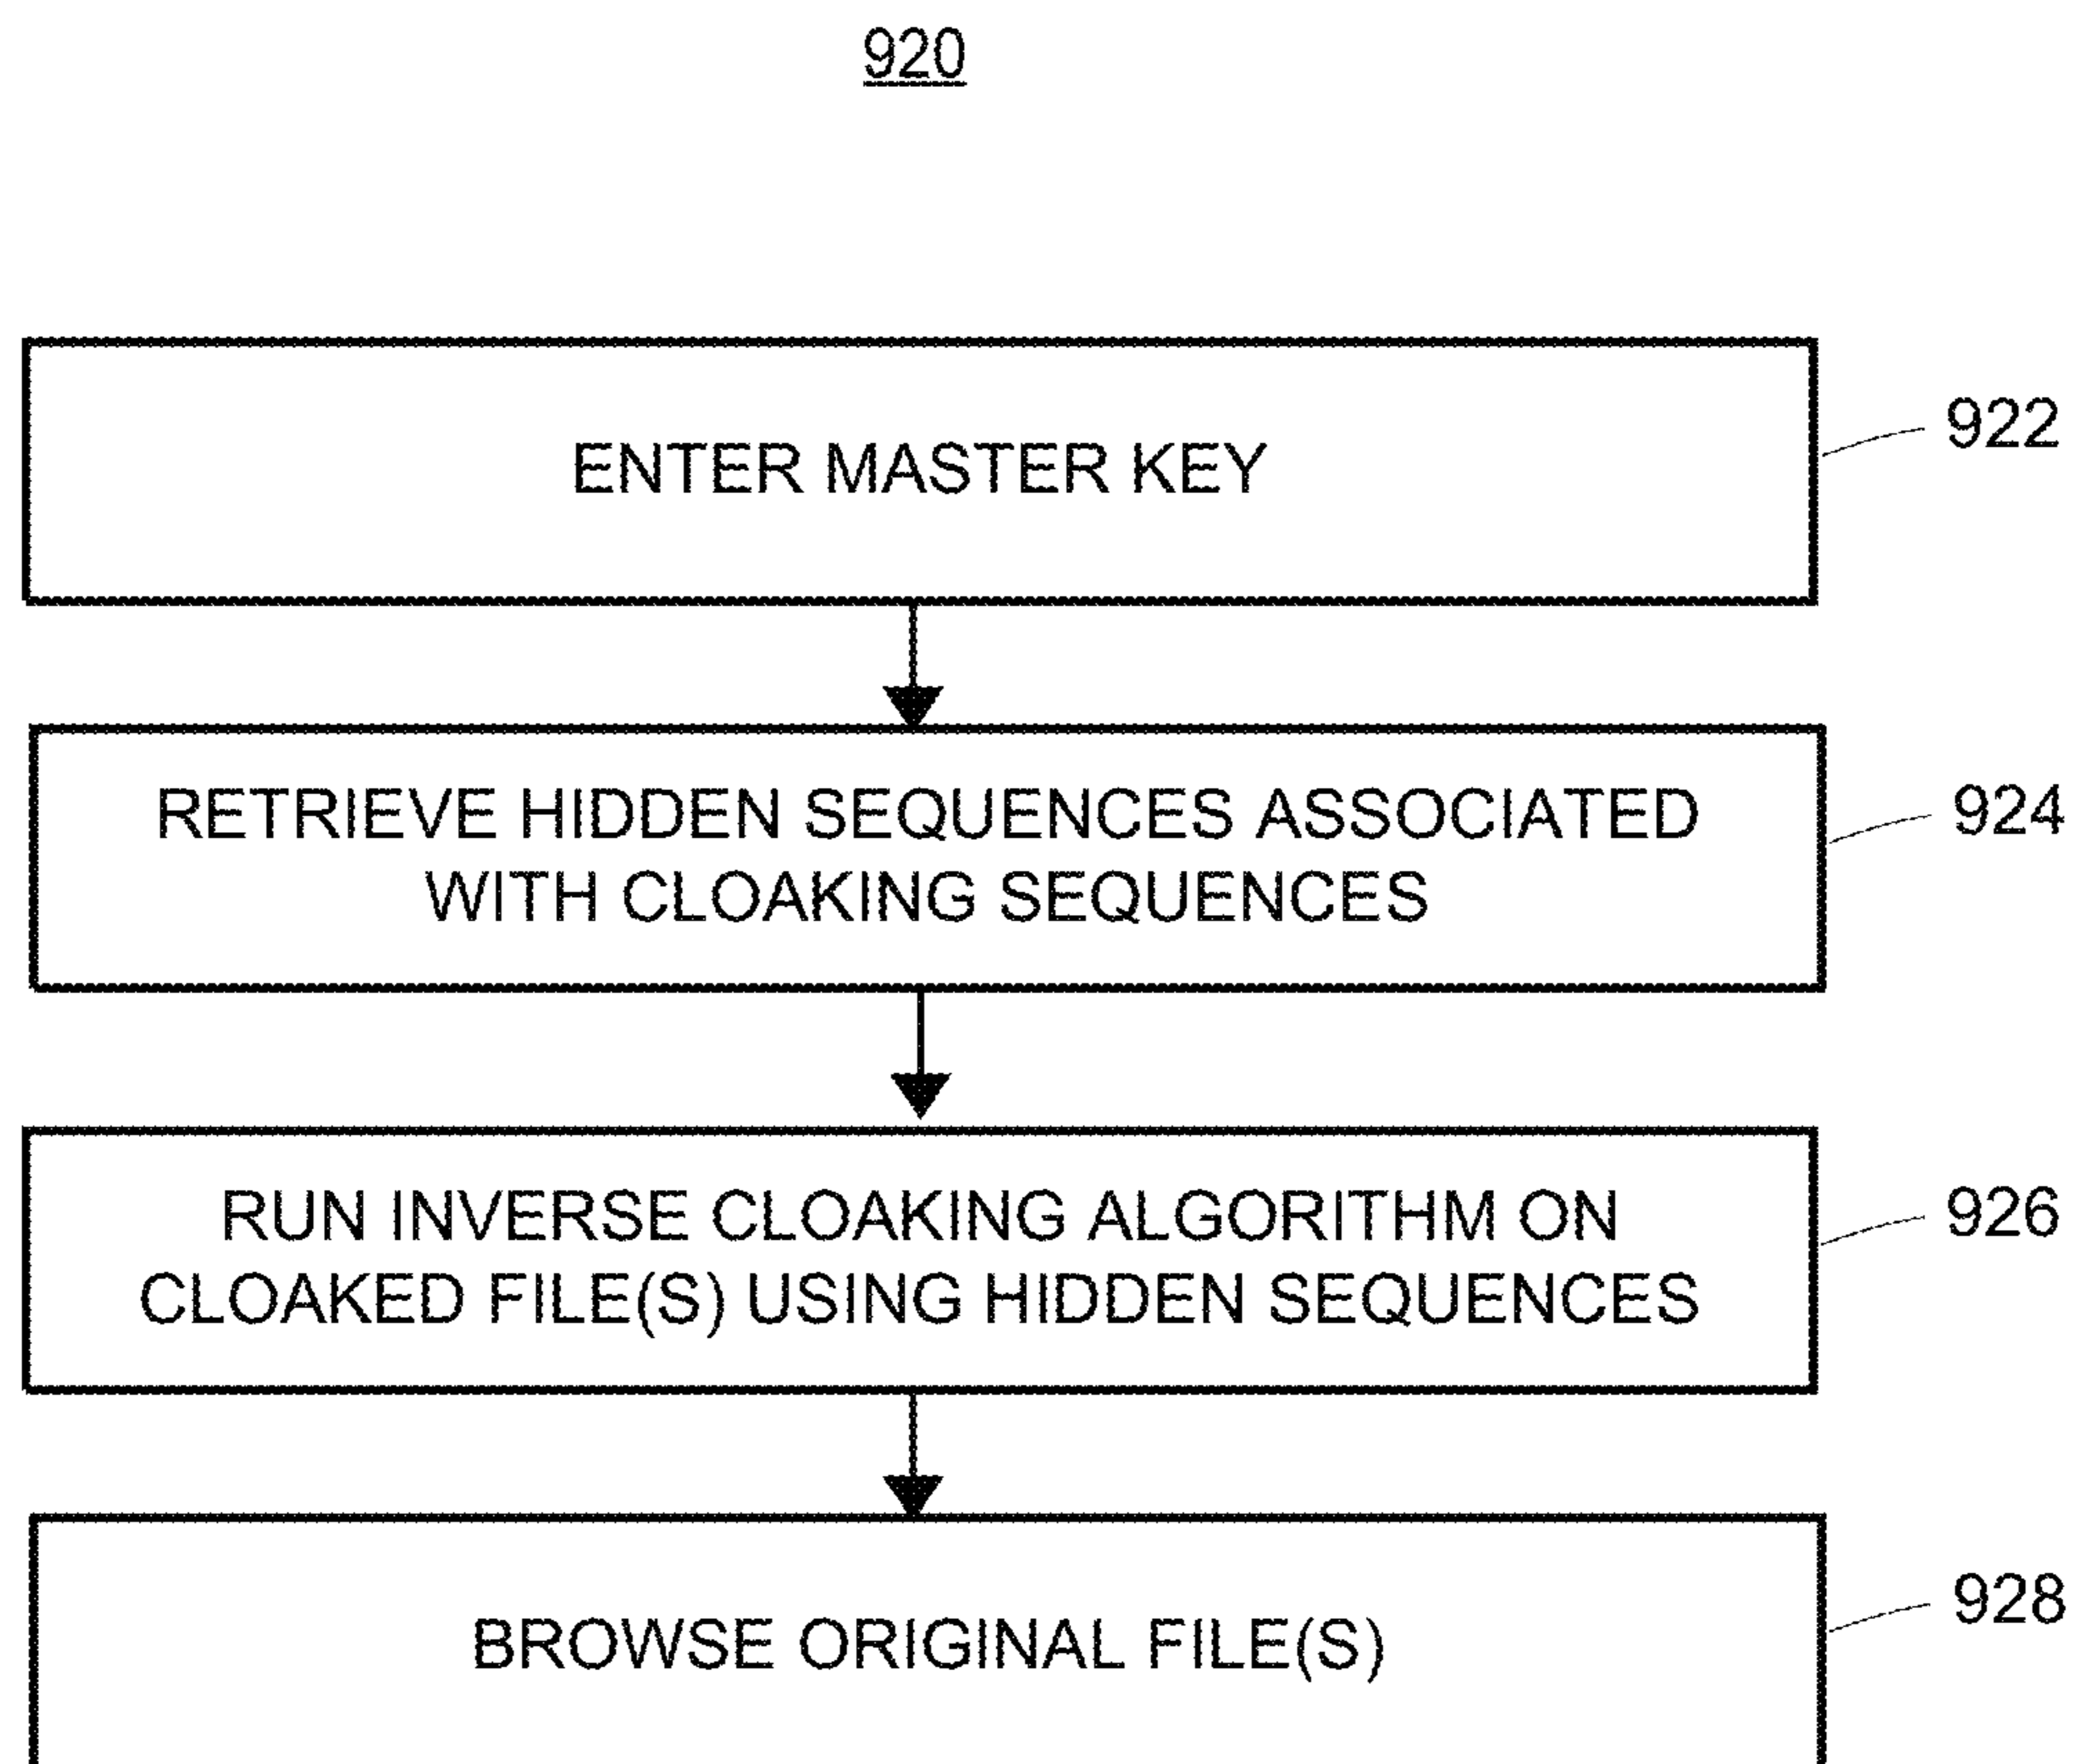 920
ENTER MASTER KEY
922
RETRIEVE HIDDEN SEQUENCES ASSOCIATED
WITH CLOAKING SEQUENCES
924
RUN INVERSE CLOAKING ALGORITHM ON
CLOAKED FILE(S) USING HIDDEN SEQUENCES
926
BROWSE ORIGINAL FILE(S)
928